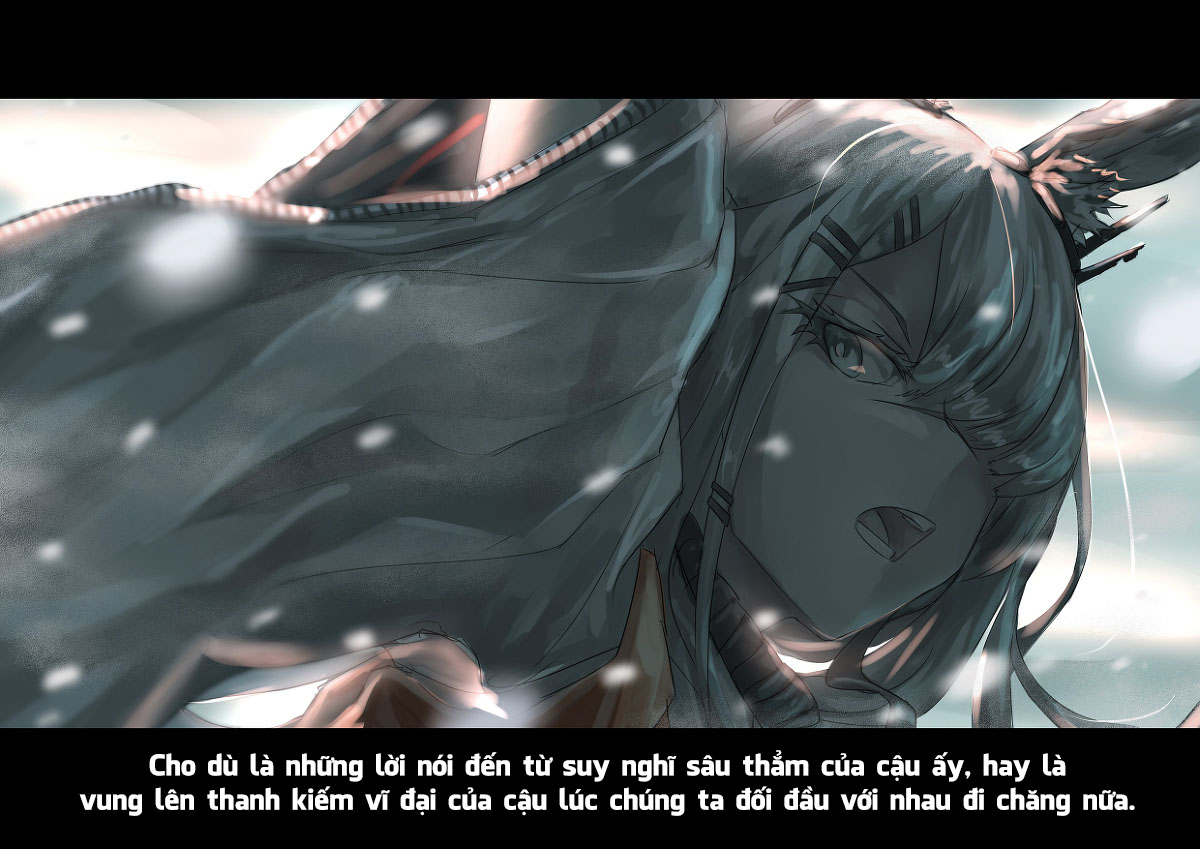 Cho dù là những lời nói đến từ suy nghĩ sâu thẳm của cậu ấy, hay là
vung lên thanh kiếm vĩ đại của cậu lúc chúng ta đối đầu với nhau đi chăng nữa.